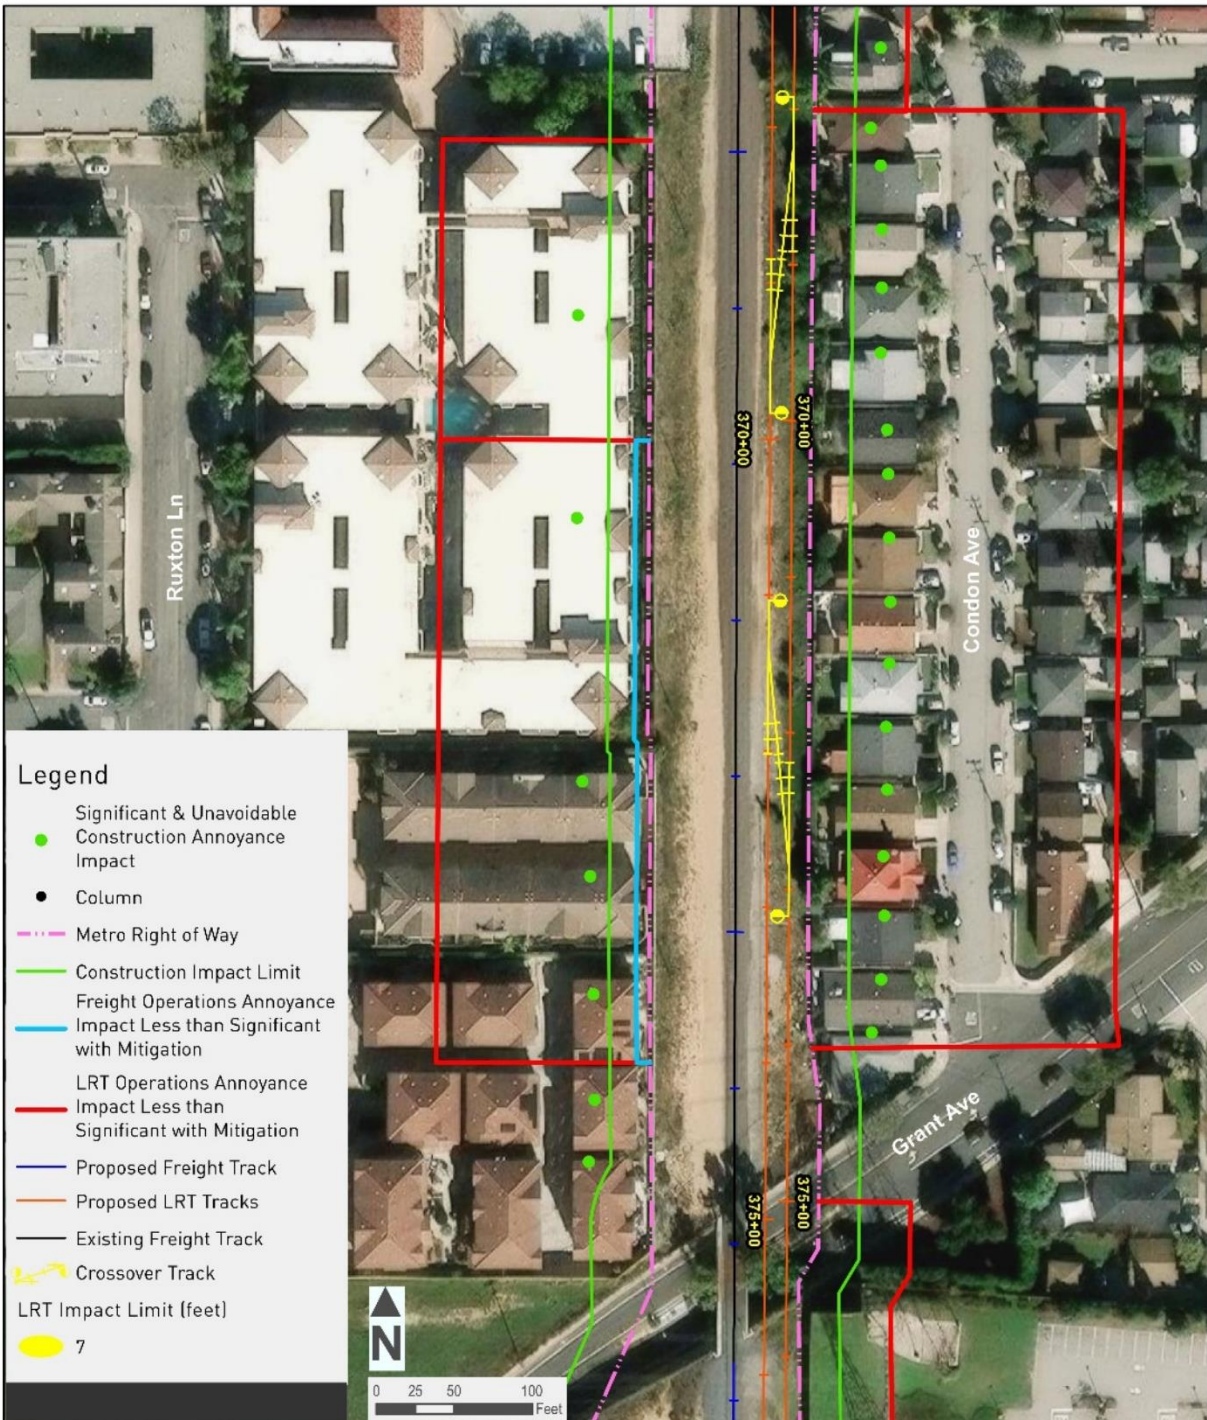 370+00
370+00
Ruxton Ln
Condon Ave
Grant Ave
375+00
375+00
Legend
Significant & Unavoidable
Construction Annoyance
Impact
Column
Metro Right of Way
Construction Impact Limit
Freight Operations Annoyance
Impact Less than Significant
with Mitigation
LRT Operations Annoyance
Impact Less than
Significant with Mitigation
Proposed Freight Track
Proposed LRT Tracks
Existing Freight Track
Crossover Track
LRT Impact Limit (feet)
7
N
0 25 50 100
Feet